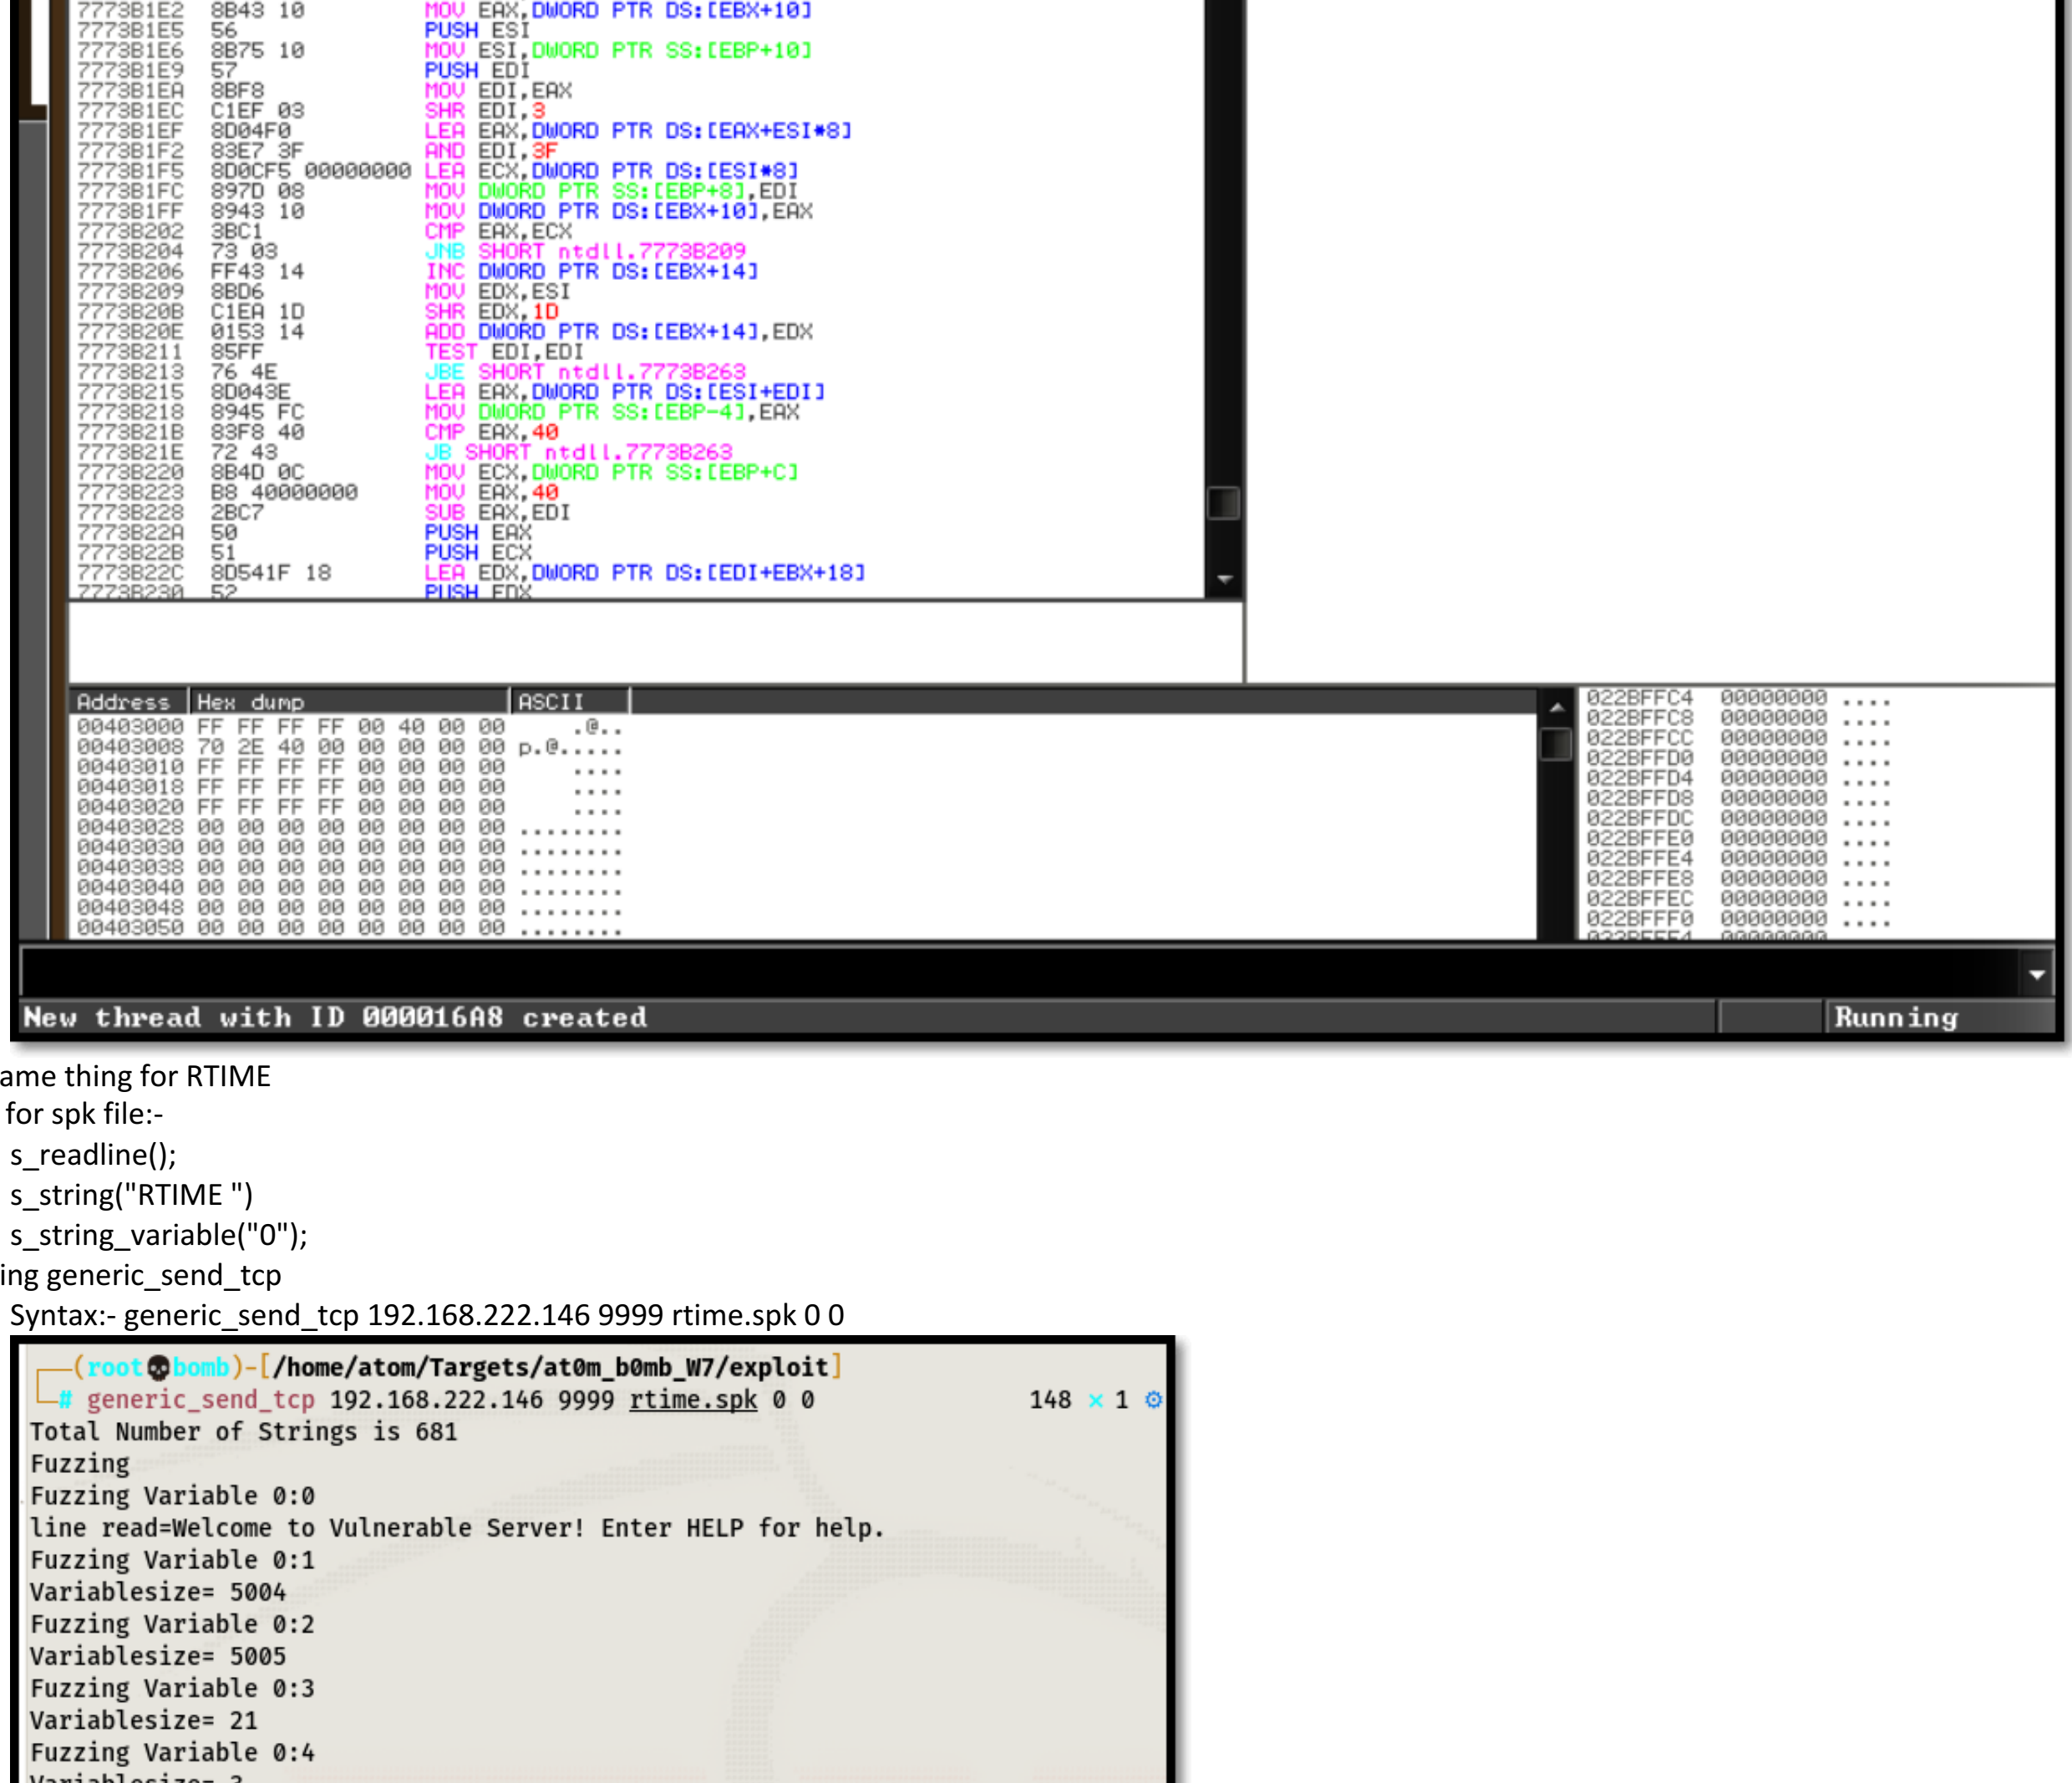 7773B1E2 8B43 10 MOV EAX,DWORD PTR DS:[EBX+10]
7773B1E5 56 PUSH ESI
7773B1E6 8B75 10 MOV ESI,DWORD PTR SS:[EBP+10]
7773B1E9 57 PUSH EDI
7773B1EA 8BF8 MOV EDI,EAX
7773B1EC C1EF 03 SHR EDI,3
7773B1EF 8D04F0 LEA EAX,DWORD PTR DS:[EAX+ESI*8]
7773B1F2 83E7 3F AND EDI,3F
7773B1F5 8D0CF5 00000000 LEA ECX,DWORD PTR DS:[ESI*8]
7773B1FC 897D 08 MOV DWORD PTR SS:[EBP+8],EDI
7773B1FF 8943 10 MOV DWORD PTR DS:[EBX+10],EAX
7773B202 3BC1 CMP EAX,ECX
7773B204 73 03 JNB SHORT ntdll.7773B209
7773B206 FF43 14 INC DWORD PTR DS:[EBX+14]
7773B209 8BD6 MOV EDX,ESI
7773B20B C1EA 1D SHR EDX,1D
7773B20E 0153 14 ADD DWORD PTR DS:[EBX+14],EDX
7773B211 85FF TEST EDI,EDI
7773B213 76 4E JBE SHORT ntdll.7773B263
7773B215 8D043E LEA EAX,DWORD PTR DS:[ESI+EDI]
7773B218 8945 FC MOV DWORD PTR SS:[EBP-4],EAX
7773B21B 83F8 40 CMP EAX,40
7773B21E 72 43 JB SHORT ntdll.7773B263
7773B220 8B4D 0C MOV ECX,DWORD PTR SS:[EBP+C]
7773B223 B8 40000000 MOV EAX,40
7773B228 2BC7 SUB EAX,EDI
7773B22A 50 PUSH EAX
7773B22B 51 PUSH ECX
7773B22C 8D541F 18 LEA EDX,DWORD PTR DS:[EDI+EBX+18]
7773B230 52 PUSH EDX
Address Hex dump ASCII
00403000 FF FF FF FF 00 40 00 00 .@..
00403008 70 2E 40 00 00 00 00 00 p.@.....
00403010 FF FF FF FF 00 00 00 00 ....
00403018 FF FF FF FF 00 00 00 00 ....
00403020 FF FF FF FF 00 00 00 00 ....
00403028 00 00 00 00 00 00 00 00 ........
00403030 00 00 00 00 00 00 00 00 ........
00403038 00 00 00 00 00 00 00 00 ........
00403040 00 00 00 00 00 00 00 00 ........
00403048 00 00 00 00 00 00 00 00 ........
00403050 00 00 00 00 00 00 00 00 ........
022BFFC4 00000000 ....
022BFFC8 00000000 ....
022BFFCC 00000000 ....
022BFFD0 00000000 ....
022BFFD4 00000000 ....
022BFFD8 00000000 ....
022BFFDC 00000000 ....
022BFFE0 00000000 ....
022BFFE4 00000000 ....
022BFFE8 00000000 ....
022BFFEC 00000000 ....
022BFFF0 00000000 ....
New thread with ID 000016A8 created Running
ame thing for RTIME
for spk file:-
s_readline();
s_string("RTIME ")
s_string_variable("0");
ing generic_send_tcp
Syntax:- generic_send_tcp 192.168.222.146 9999 rtime.spk 0 0
(root💀bomb)-[/home/atom/Targets/at0m_b0mb_W7/exploit]
# generic_send_tcp 192.168.222.146 9999 rtime.spk 0 0 148 ⨯ 1 ⚙
Total Number of Strings is 681
Fuzzing
Fuzzing Variable 0:0
line read=Welcome to Vulnerable Server! Enter HELP for help.
Fuzzing Variable 0:1
Variablesize= 5004
Fuzzing Variable 0:2
Variablesize= 5005
Fuzzing Variable 0:3
Variablesize= 21
Fuzzing Variable 0:4
Variablesize= 3